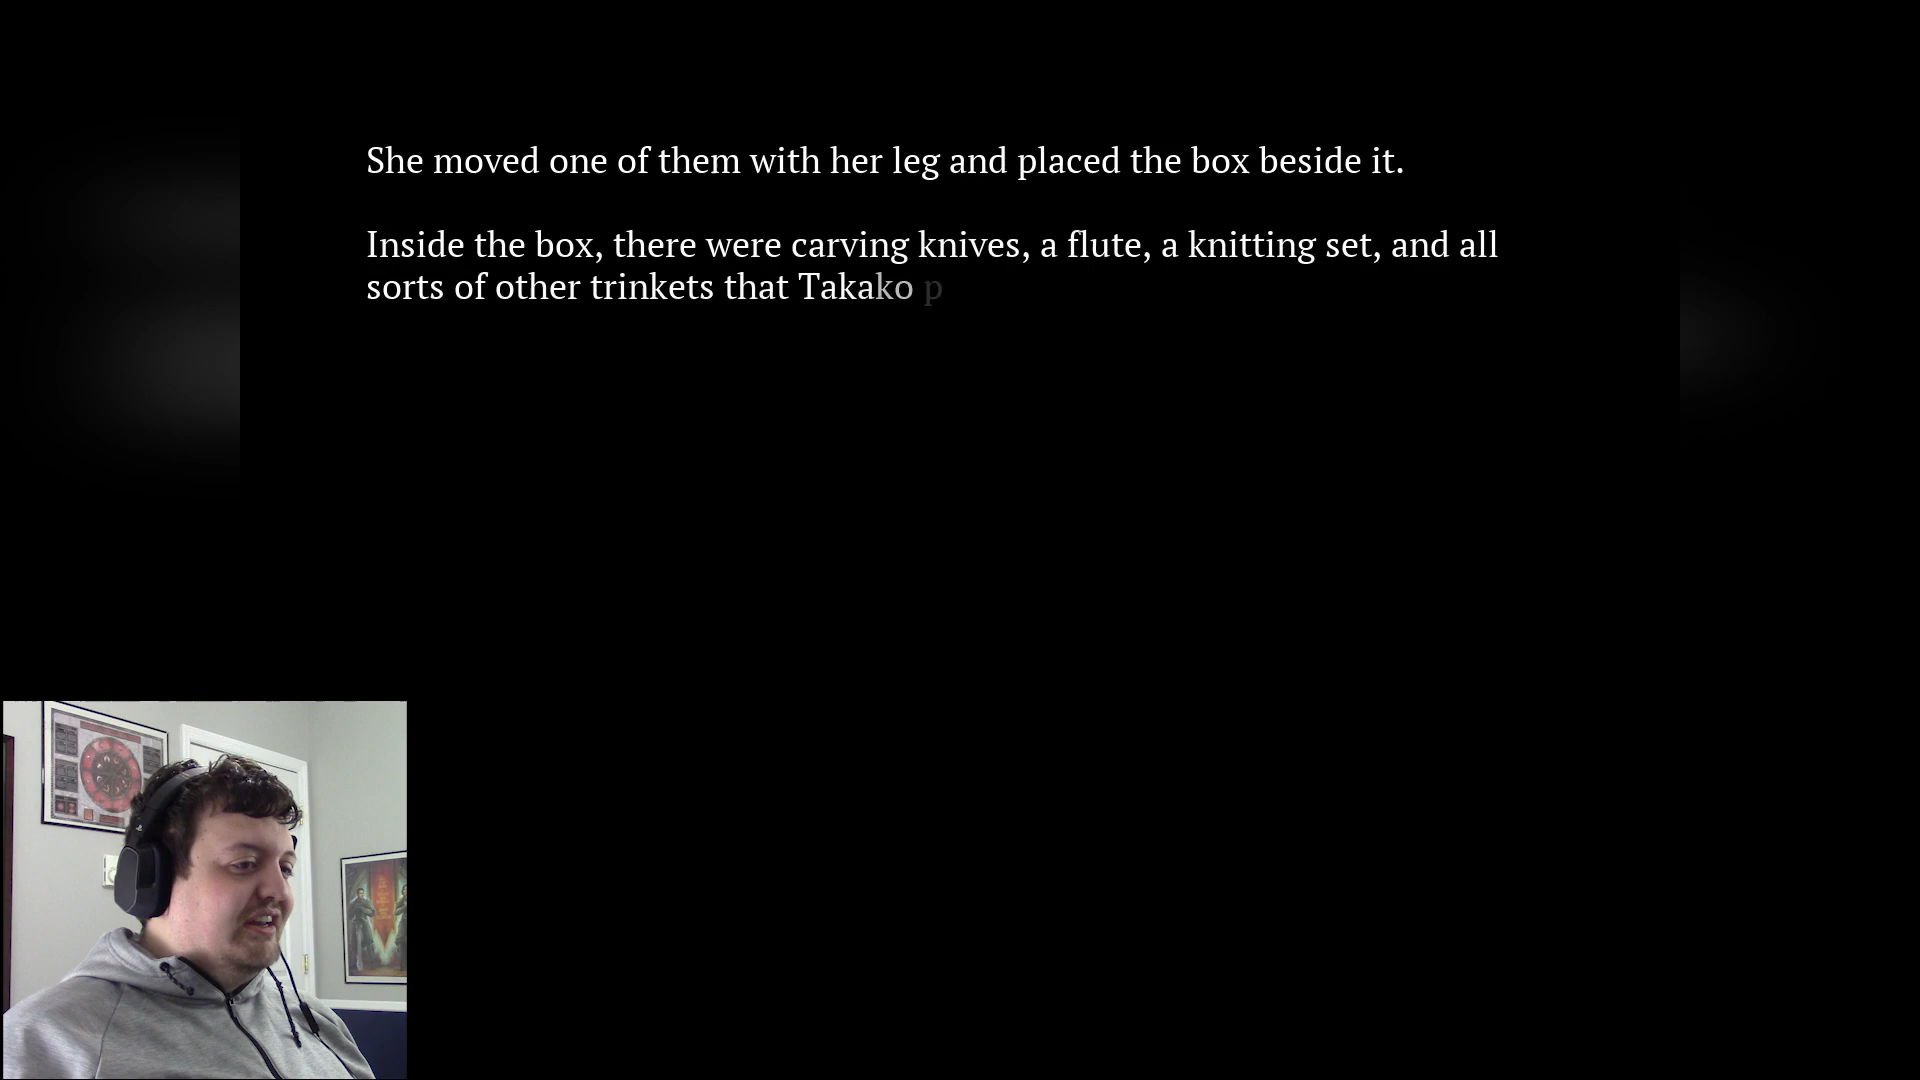 She moved one of them with her leg and placed the box beside it.
Inside the box, there were carving knives, a flute, a knitting set, and all
sorts of other trinkets that Takako p